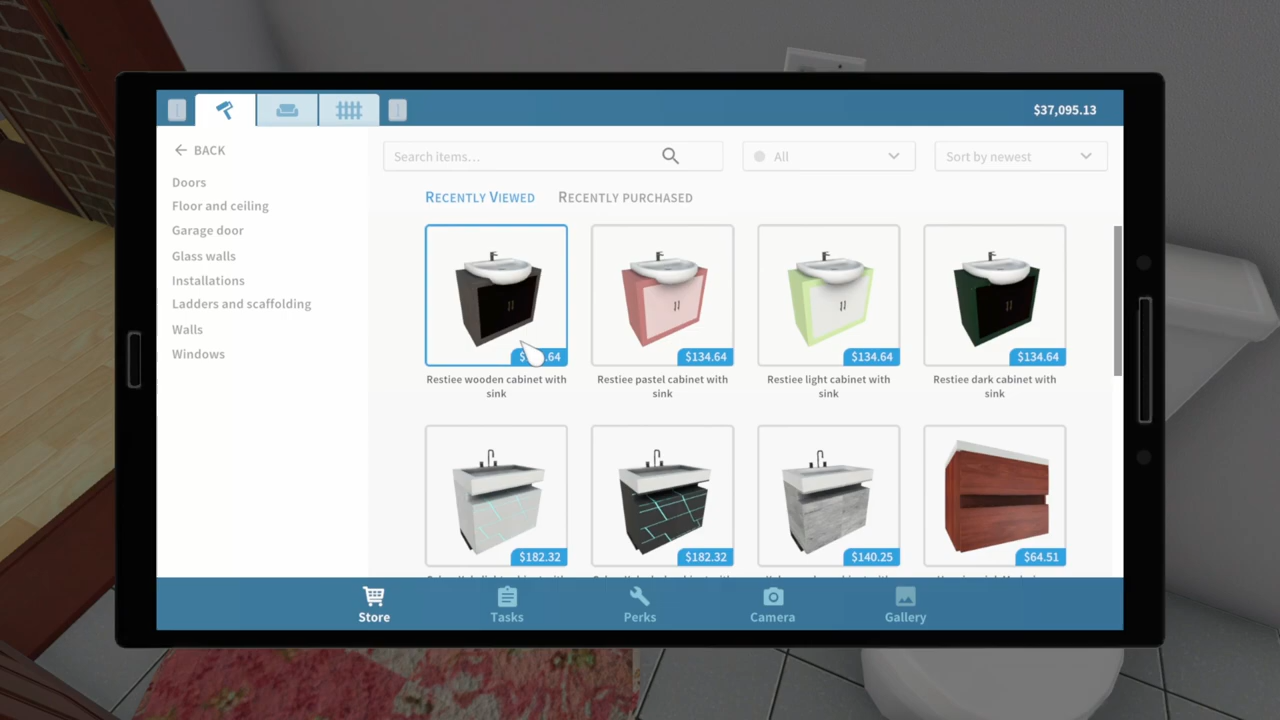 $37,095.13
BACK
Search items...
All
Sort by newest
Doors
Floor and ceiling
Garage door
Glass walls
Installations
Ladders and scaffolding
Walls
Windows
RECENTLY VIEWED
RECENTLY PURCHASED
.64
$134.64
$134.64
$134.64
Restiee wooden cabinet with
sink
Restiee pastel cabinet with
sink
Restiee light cabinet with
sink
Restiee dark cabinet with
sink
$182.32
$182.32
$140.25
$64.51
Store
Tasks
Perks
Camera
Gallery